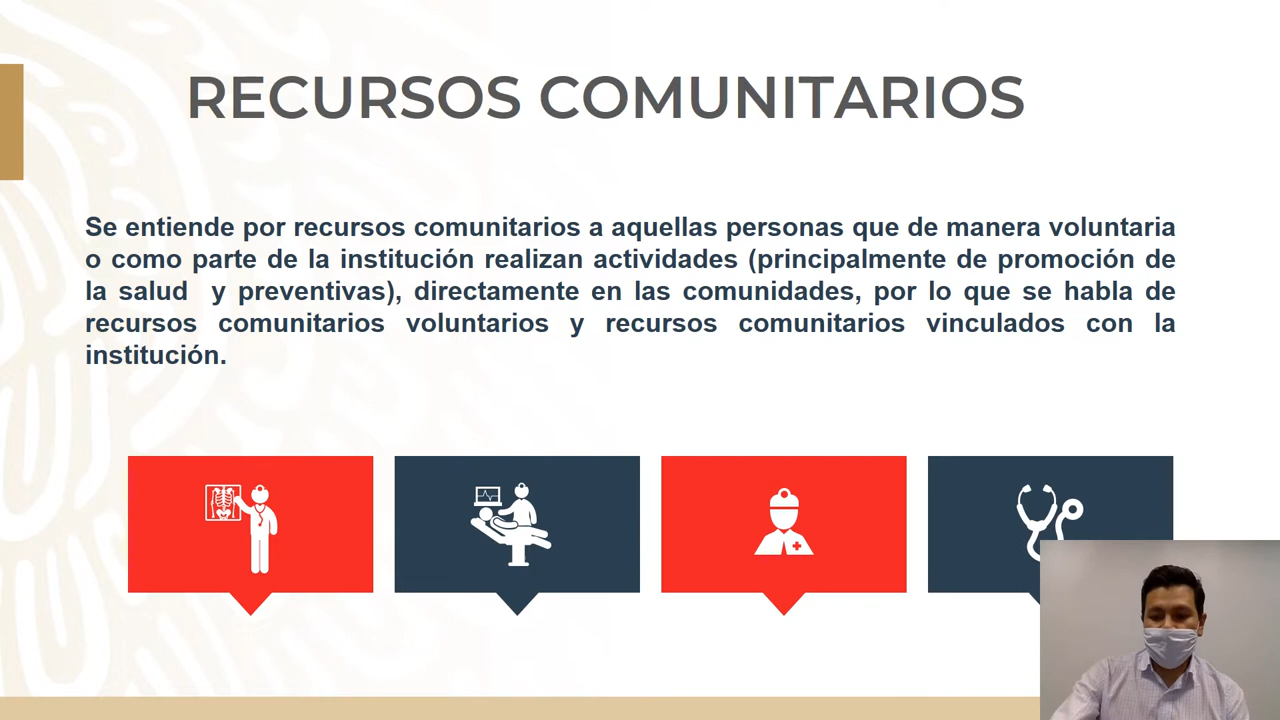 RECURSOS COMUNITARIOS
Se entiende por recursos comunitarios a aquellas personas que de manera voluntaria
o como parte de la institución realizan actividades (principalmente de promoción de
la salud y preventivas), directamente en las comunidades, por lo que se habla de
recursos comunitarios voluntarios y recursos comunitarios vinculados con la
institución.